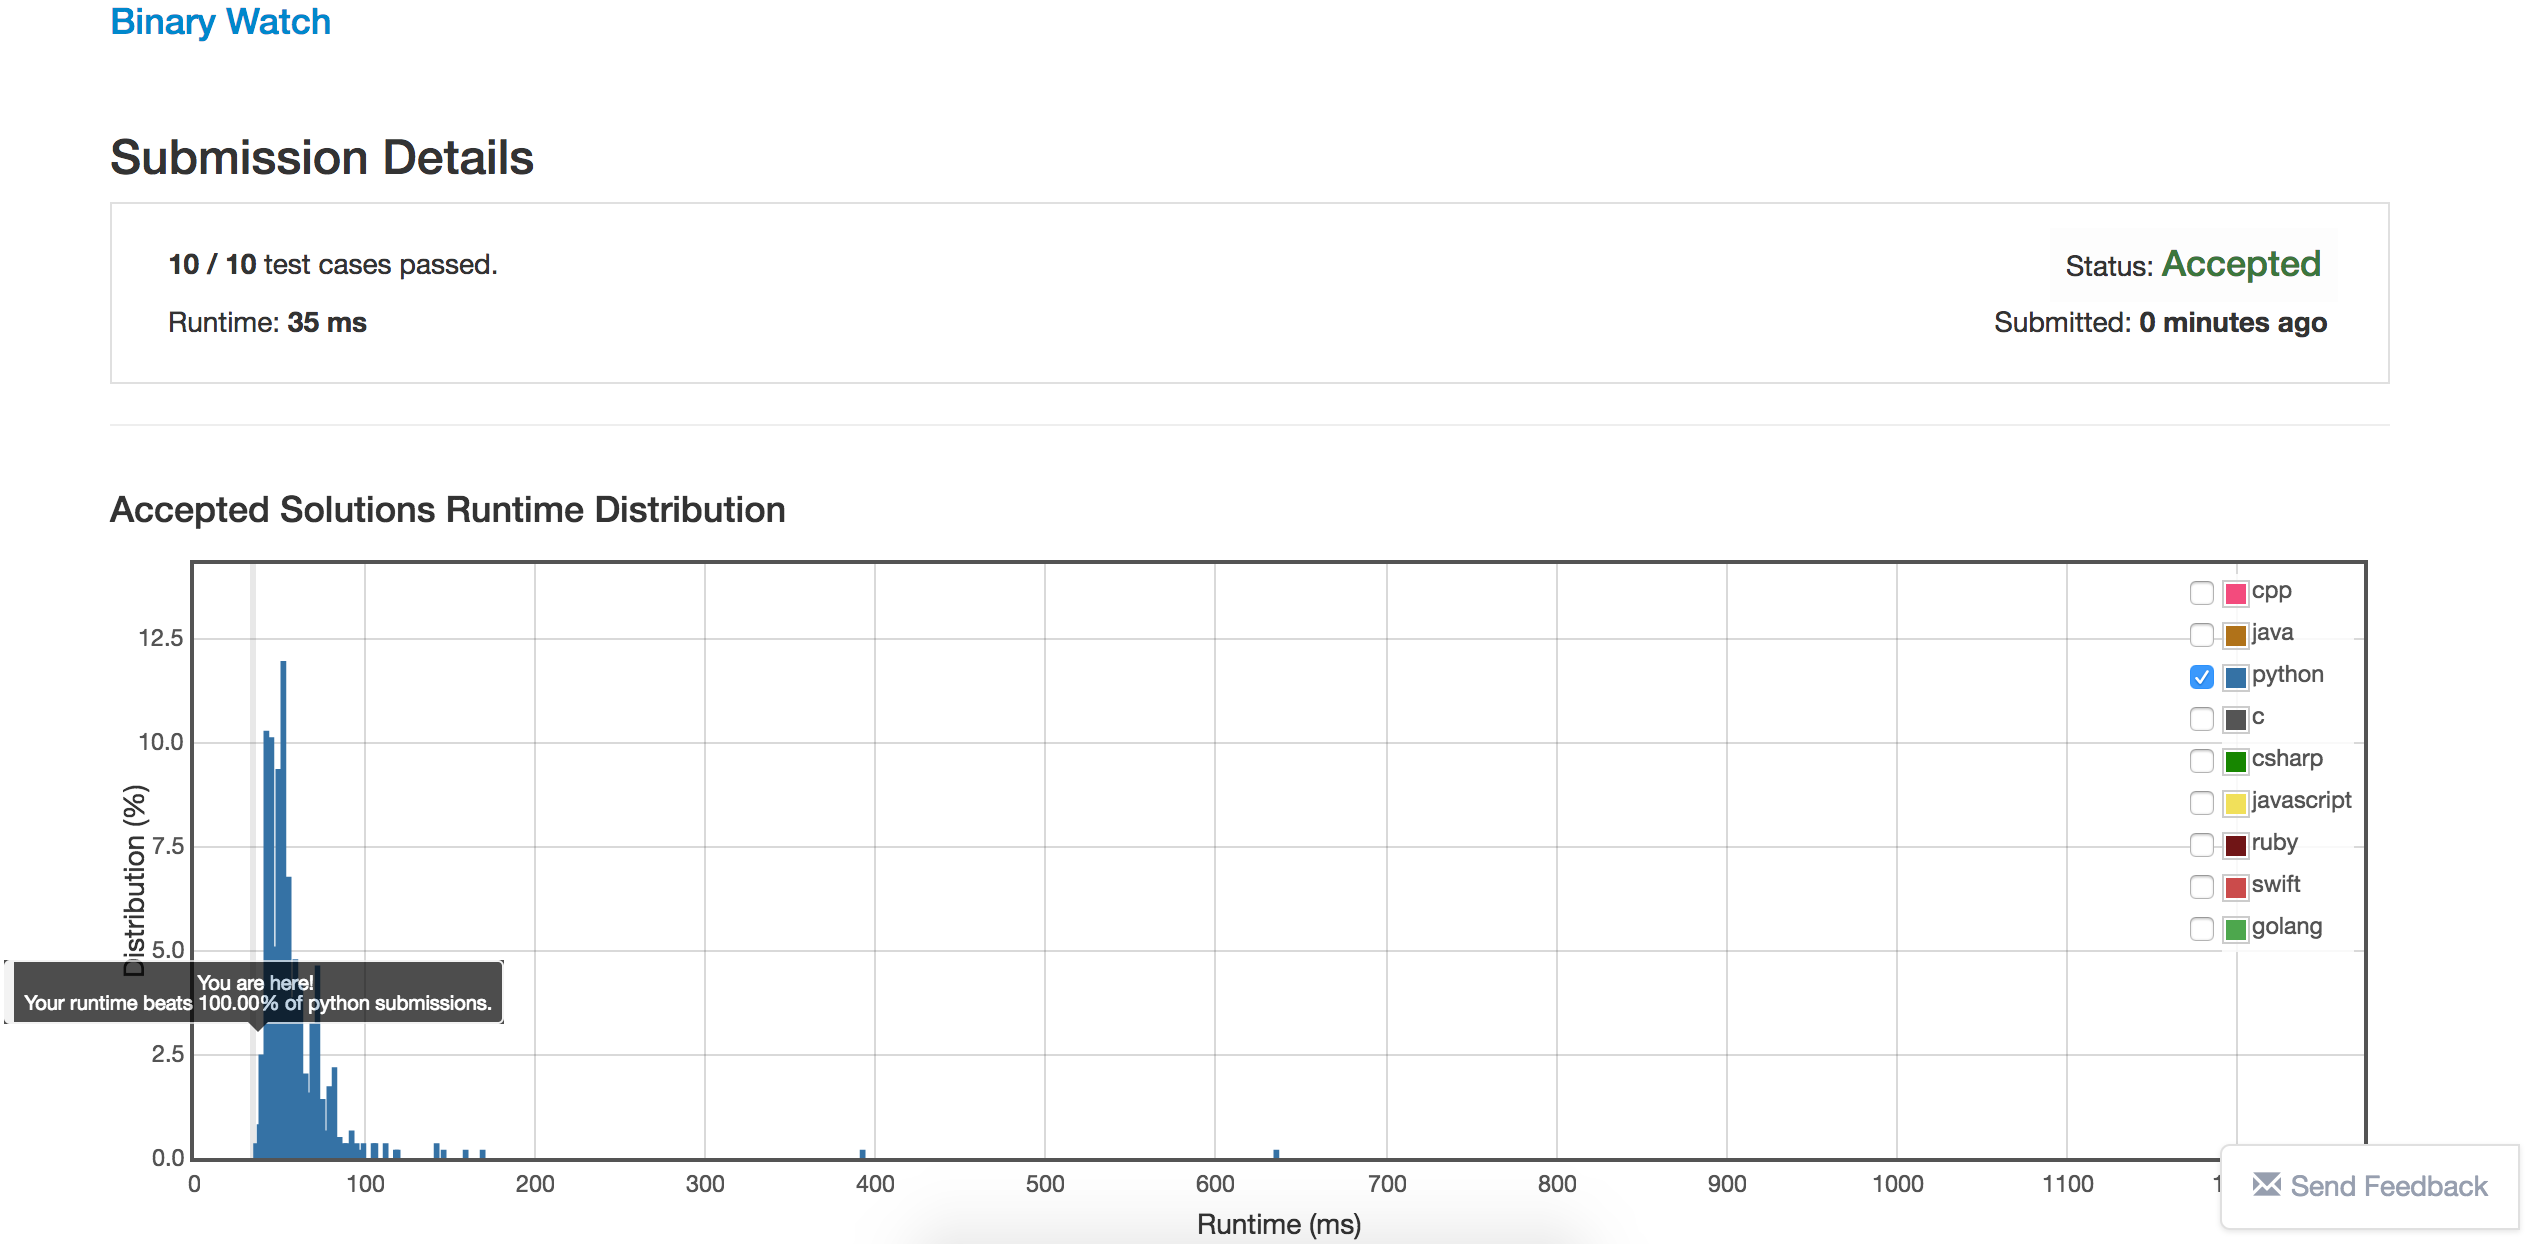 Binary Watch
Submission Details
10 / 10 test cases passed.
Status: Accepted
Runtime: 35 ms
Submitted: 0 minutes ago
Accepted Solutions Runtime Distribution
cpp
java
python
c
csharp
javascript
ruby
swift
golang
Distribution (%)
12.5
10.0
7.5
5.0
2.5
0.0
You are here!
Your runtime beats 100.00% of python submissions.
0 100 200 300 400 500 600 700 800 900 1000 1100
Runtime (ms)
Send Feedback